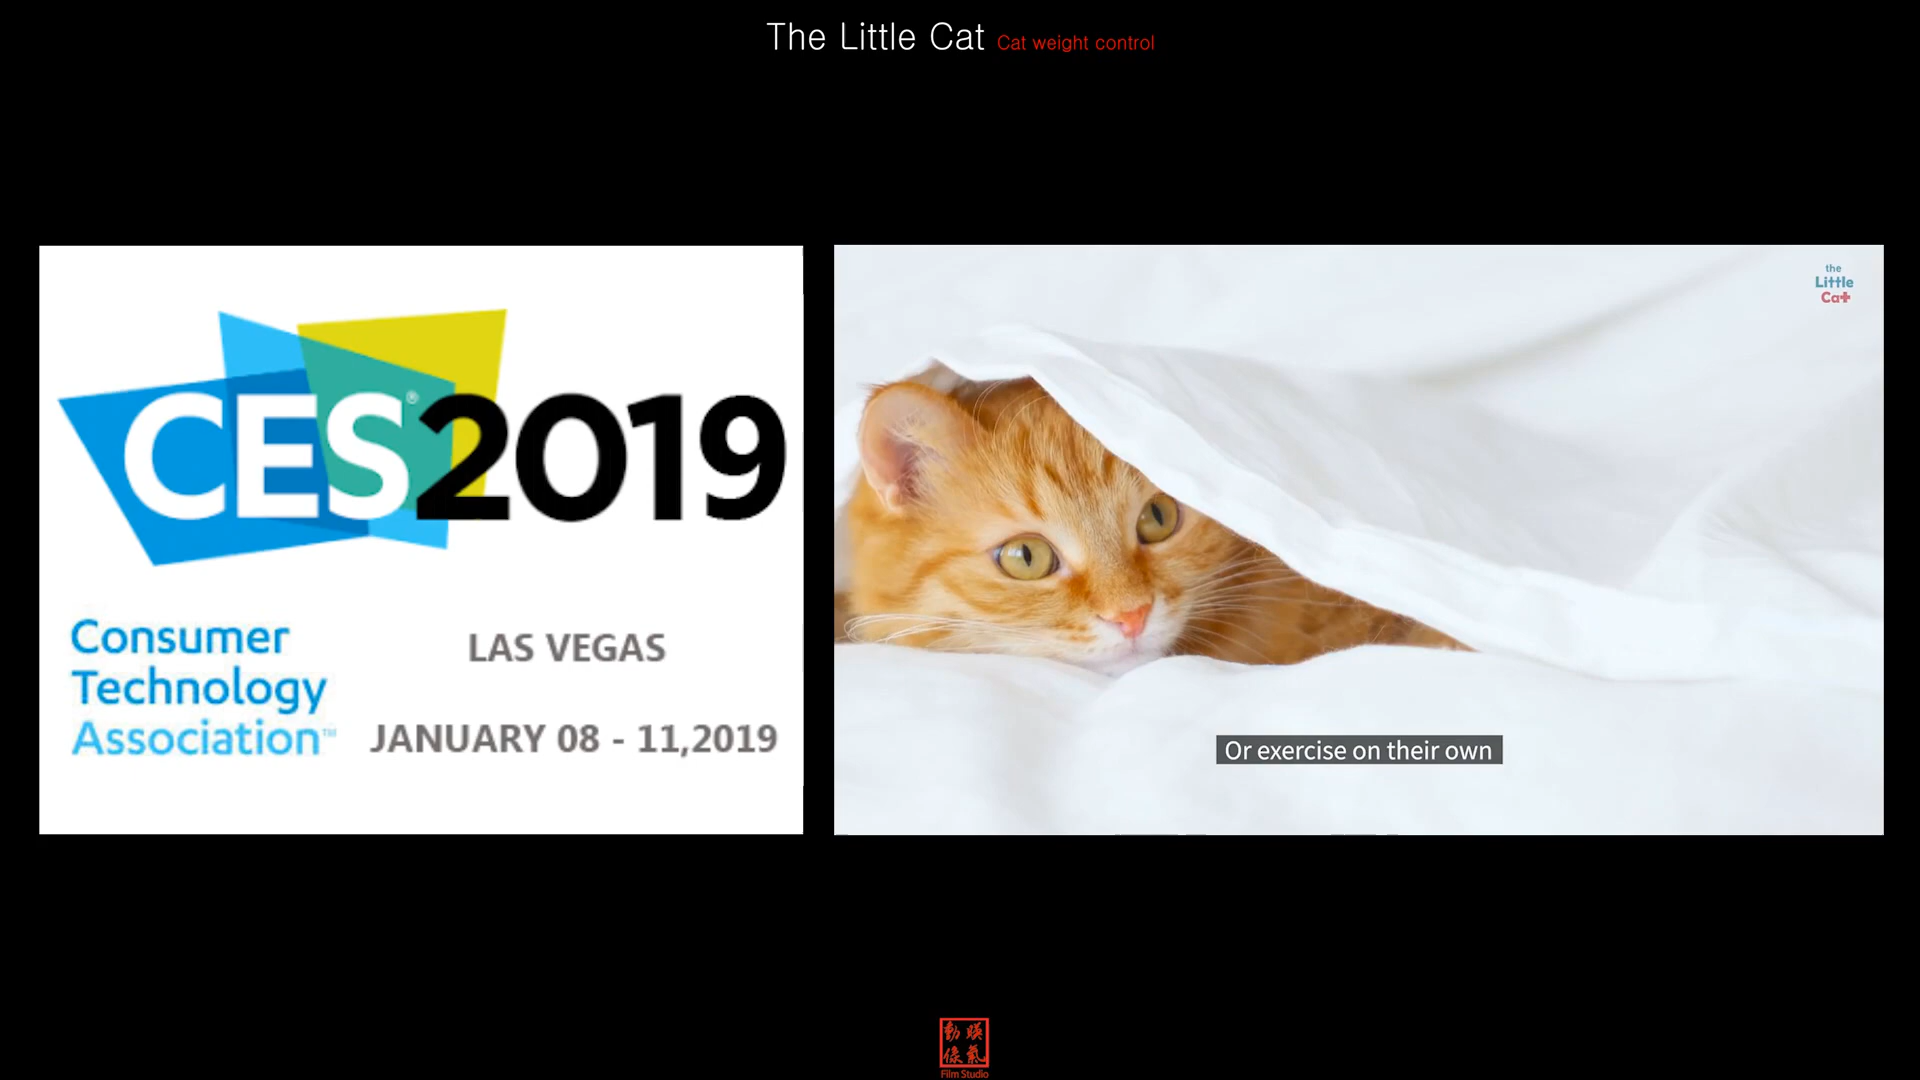 The Little Cat Cat weight control
CES® 2019
Consumer
Technology
Association™
LAS VEGAS
JANUARY 08 - 11,2019
the
Little
Cat
Or exercise on their own
Film Studio